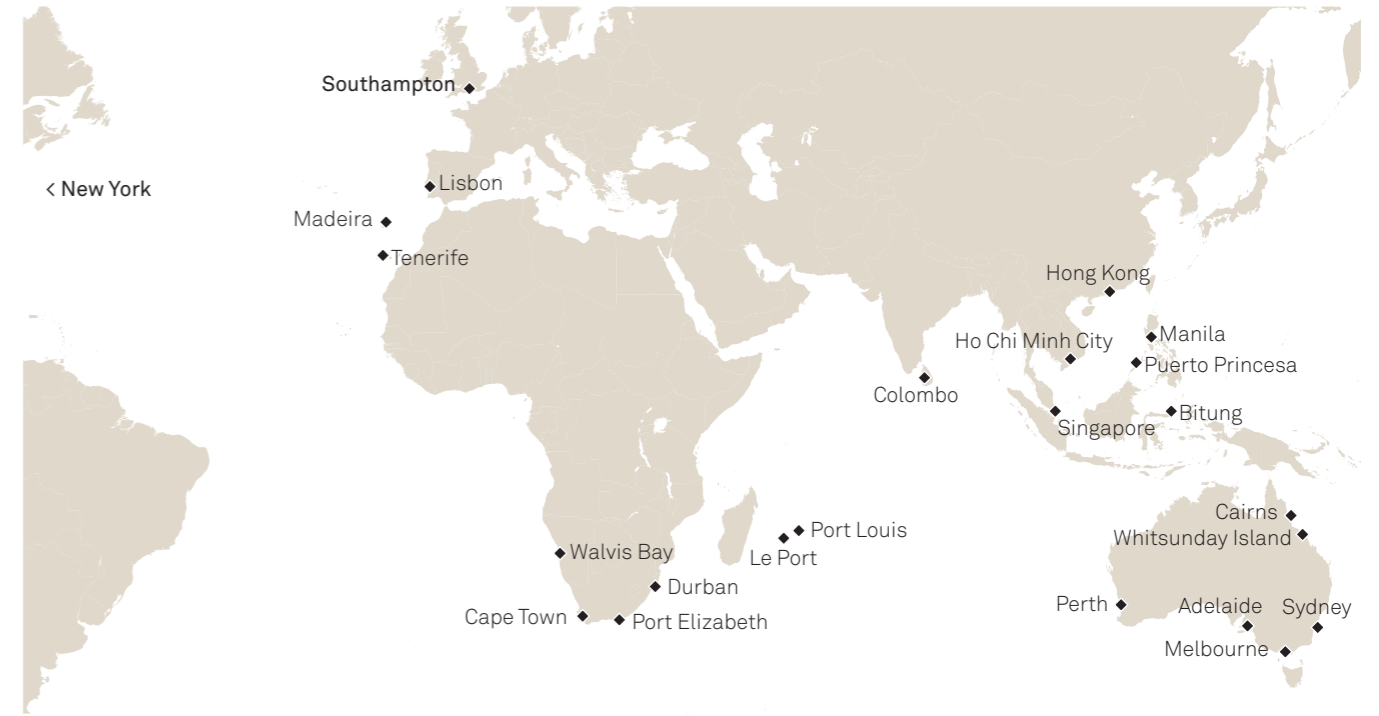 Southampton
< New York
Lisbon
Madeira
Tenerife
Hong Kong
Manila
Ho Chi Minh City
Puerto Princesa
Colombo
Bitung
Singapore
Cairns
Port Louis
Whitsunday Island
Walvis Bay
Le Port
Durban
Perth
Adelaide
Sydney
Cape Town
Port Elizabeth
Melbourne